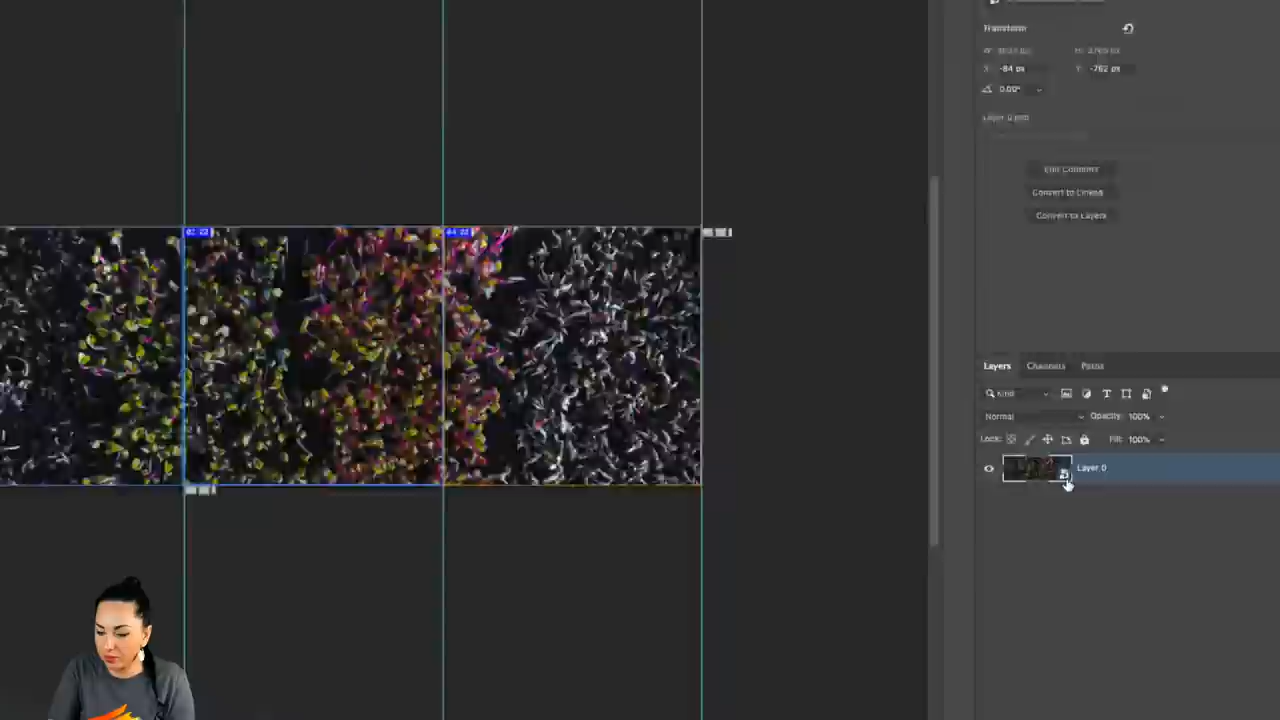 Transform
W: H:
X: -84 px Y: -762 px
0.00°
Edit Contents
Convert to Linked
Convert to Layers
Layers Channels Paths
Kind
Normal Opacity: 100%
Lock: Fill: 100%
Layer 0